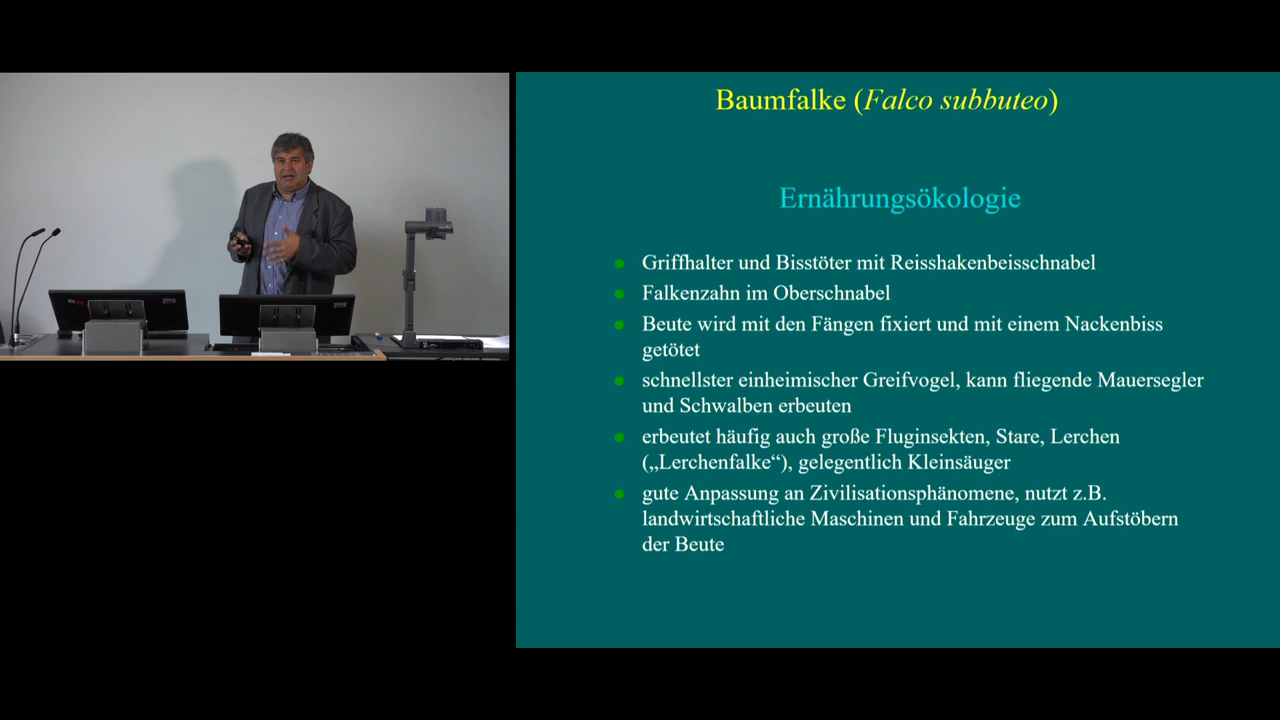 Baumfalke (Falco subbuteo)
Ernährungsökologie
Griffhalter und Bisstöter mit Reisshakenbeisschnabel
Falkenzahn im Oberschnabel
Beute wird mit den Fängen fixiert und mit einem Nackenbiss
getötet
schnellster einheimischer Greifvogel, kann fliegende Mauersegler
und Schwalben erbeuten
erbeutet häufig auch große Fluginsekten, Stare, Lerchen
(„Lerchenfalke“), gelegentlich Kleinsäuger
gute Anpassung an Zivilisationsphänomene, nutzt z.B.
landwirtschaftliche Maschinen und Fahrzeuge zum Aufstöbern
der Beute